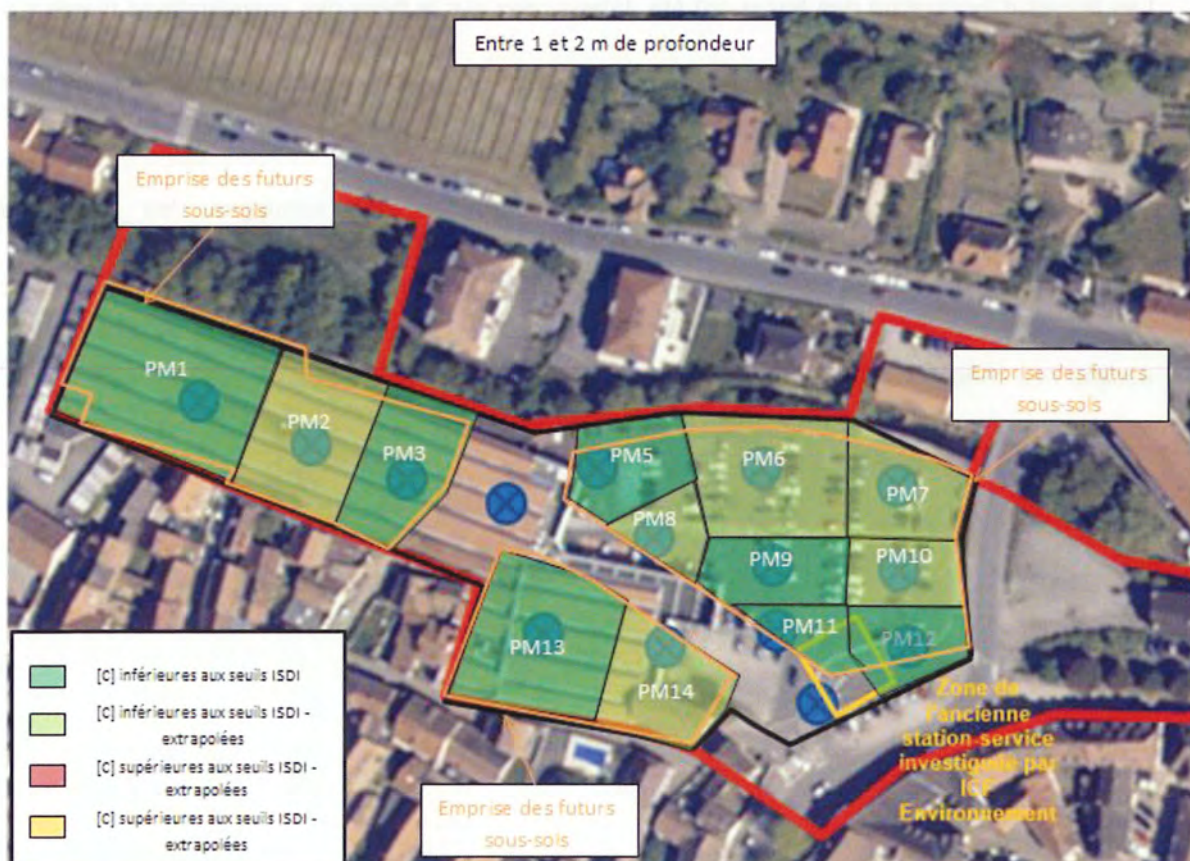 Entre 1 et 2 m de profondeur
Emprise des futurs
sous-sols
Emprise des futurs
sous-sols
PM1
PM2
PM3
PM5
PM6
PM7
PM8
PM9
PM10
PM11
PM12
PM13
PM14
[C] inférieures aux seuils ISDI
[C] inférieures aux seuils ISDI -
extrapolées
[C] supérieures aux seuils ISDI -
extrapolées
[C] supérieures aux seuils ISDI -
extrapolées
Zone de
l'ancienne
station service
investiguée par
ICF
Environnement
Emprise des futurs
sous-sols